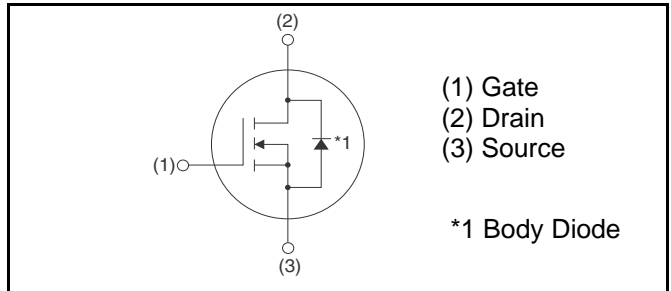 (2)
*1
(1)
(3)
(1) Gate
(2) Drain
(3) Source
*1 Body Diode